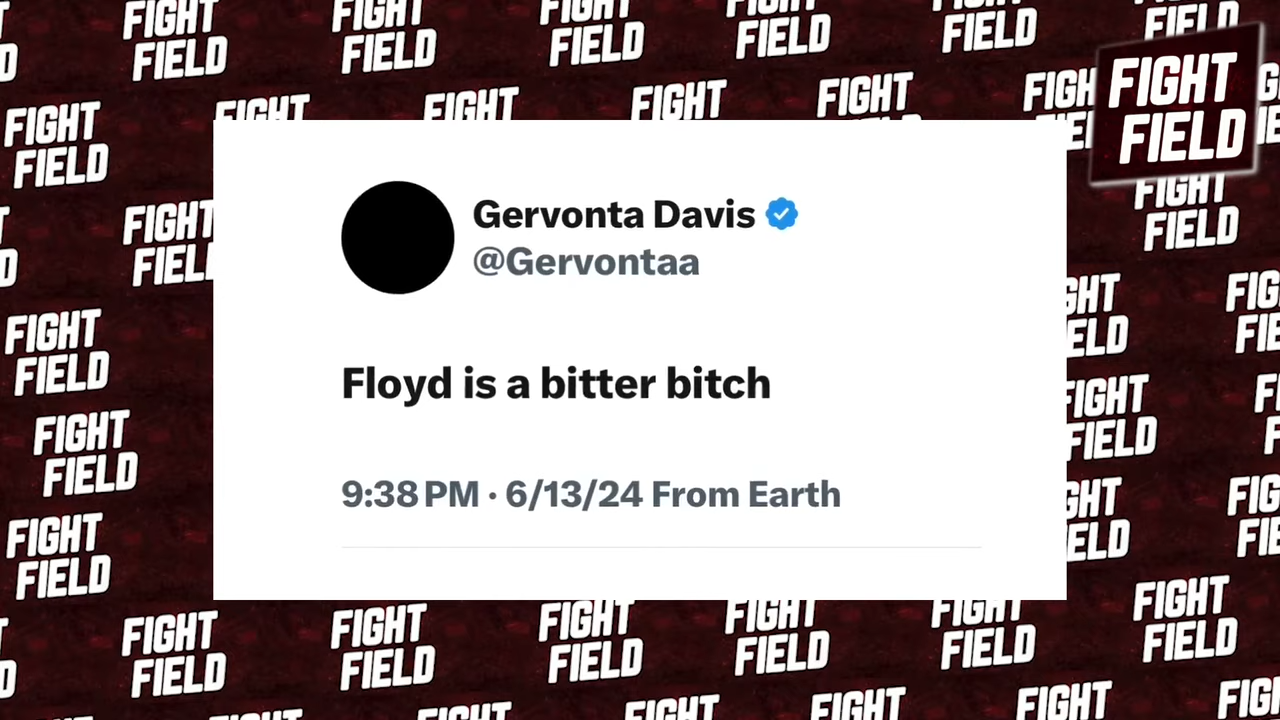 FIGHT
FIELD
Gervonta Davis
@Gervontaa
Floyd is a bitter bitch
9:38 PM · 6/13/24 From Earth